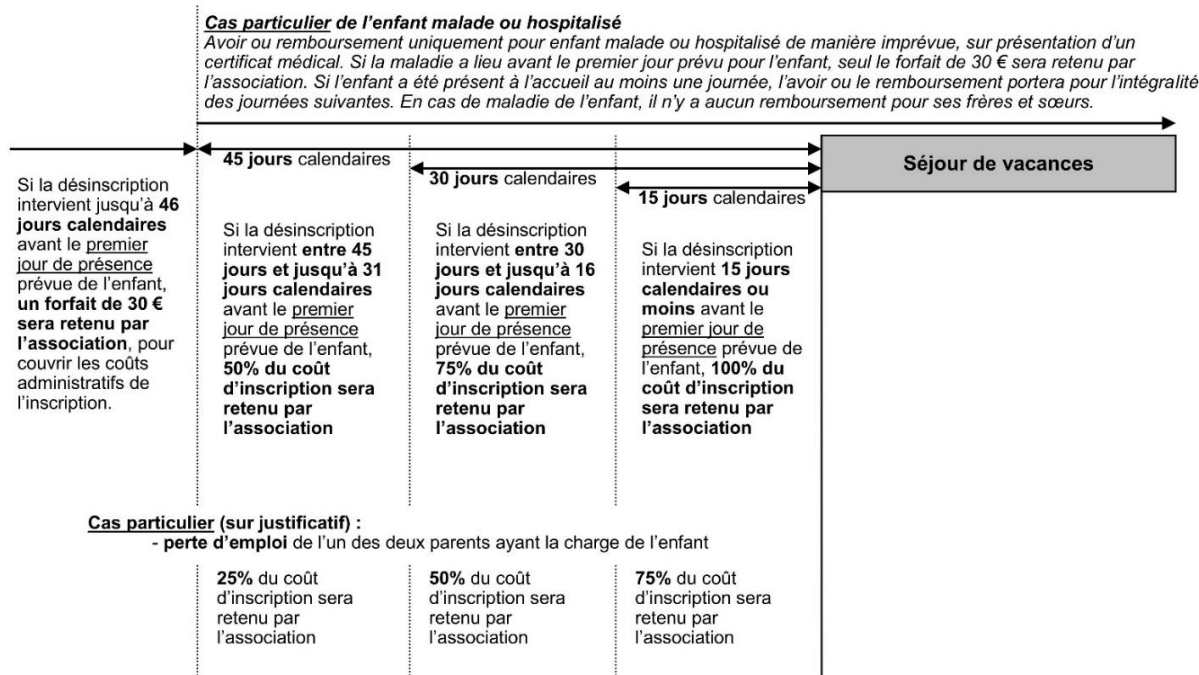 Cas particulier de l’enfant malade ou hospitalisé
Avoir ou remboursement uniquement pour enfant malade ou hospitalisé de manière imprévue, sur présentation d’un
certificat médical. Si la maladie a lieu avant le premier jour prévu pour l’enfant, seul le forfait de 30 € sera retenu par
l’association. Si l’enfant a été présent à l’accueil au moins une journée, l’avoir ou le remboursement portera pour l’intégralité
des journées suivantes. En cas de maladie de l’enfant, il n’y a aucun remboursement pour ses frères et sœurs.
45 jours calendaires
30 jours calendaires
15 jours calendaires
Séjour de vacances
Si la désinscription
intervient jusqu’à 46
jours calendaires
avant le premier
jour de présence
prévue de l’enfant,
un forfait de 30 €
sera retenu par
l’association, pour
couvrir les coûts
administratifs de
l’inscription.
Si la désinscription
intervient entre 45
jours et jusqu’à 31
jours calendaires
avant le premier
jour de présence
prévue de l’enfant,
50% du coût
d’inscription sera
retenu par
l’association
Si la désinscription
intervient entre 30
jours et jusqu’à 16
jours calendaires
avant le premier
jour de présence
prévue de l’enfant,
75% du coût
d’inscription sera
retenu par
l’association
Si la désinscription
intervient 15 jours
calendaires ou
moins avant le
premier jour de
présence prévue de
l’enfant, 100% du
coût d’inscription
sera retenu par
l’association
Cas particulier (sur justificatif) :
- perte d’emploi de l’un des deux parents ayant la charge de l’enfant
25% du coût
d’inscription sera
retenu par
l’association
50% du coût
d’inscription sera
retenu par
l’association
75% du coût
d’inscription sera
retenu par
l’association